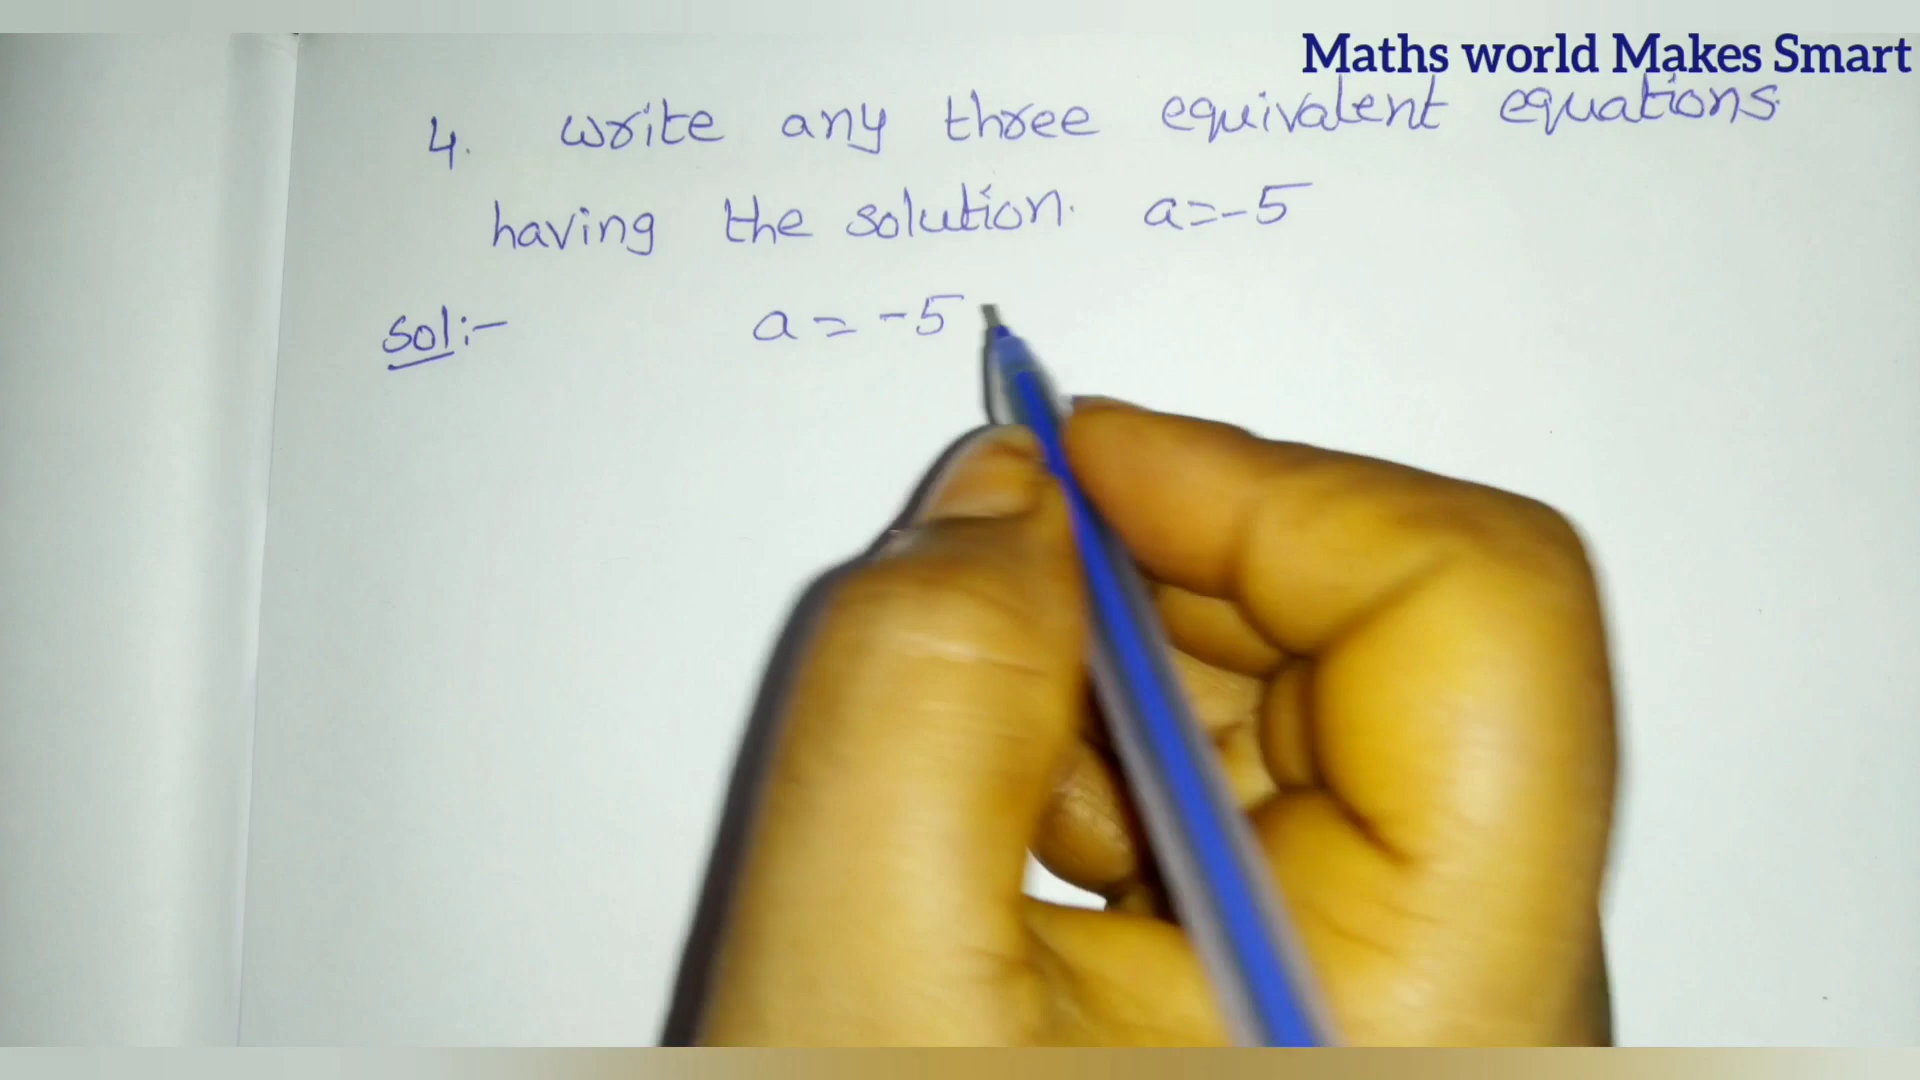 Maths world Makes Smart
4. write any three equivalent equations.
having the solution. a=-5
Sol:- a = -5